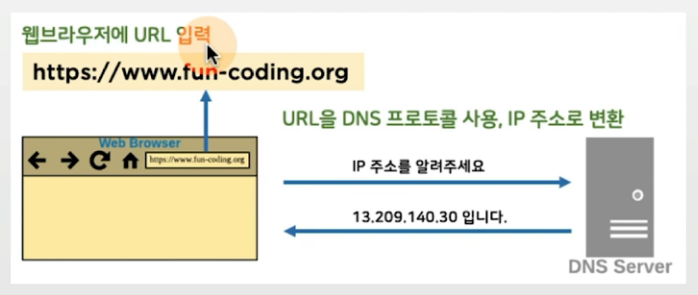 웹브라우저에 URL 입력
https://www.fun-coding.org
URL을 DNS 프로토콜 사용, IP 주소로 변환
Web Browser
https://www.fun-coding.org
IP 주소를 알려주세요
13.209.140.30 입니다.
DNS Server